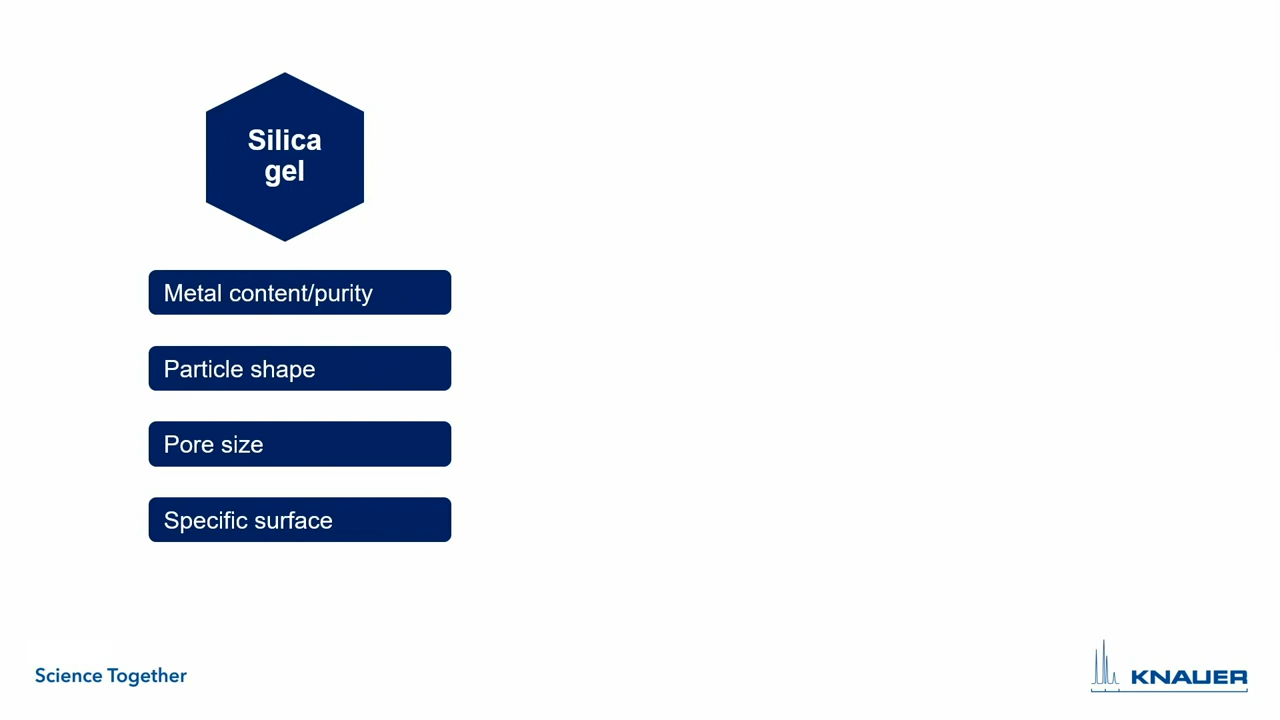 Silica
gel
Metal content/purity
Particle shape
Pore size
Specific surface
Science Together
KNAUER